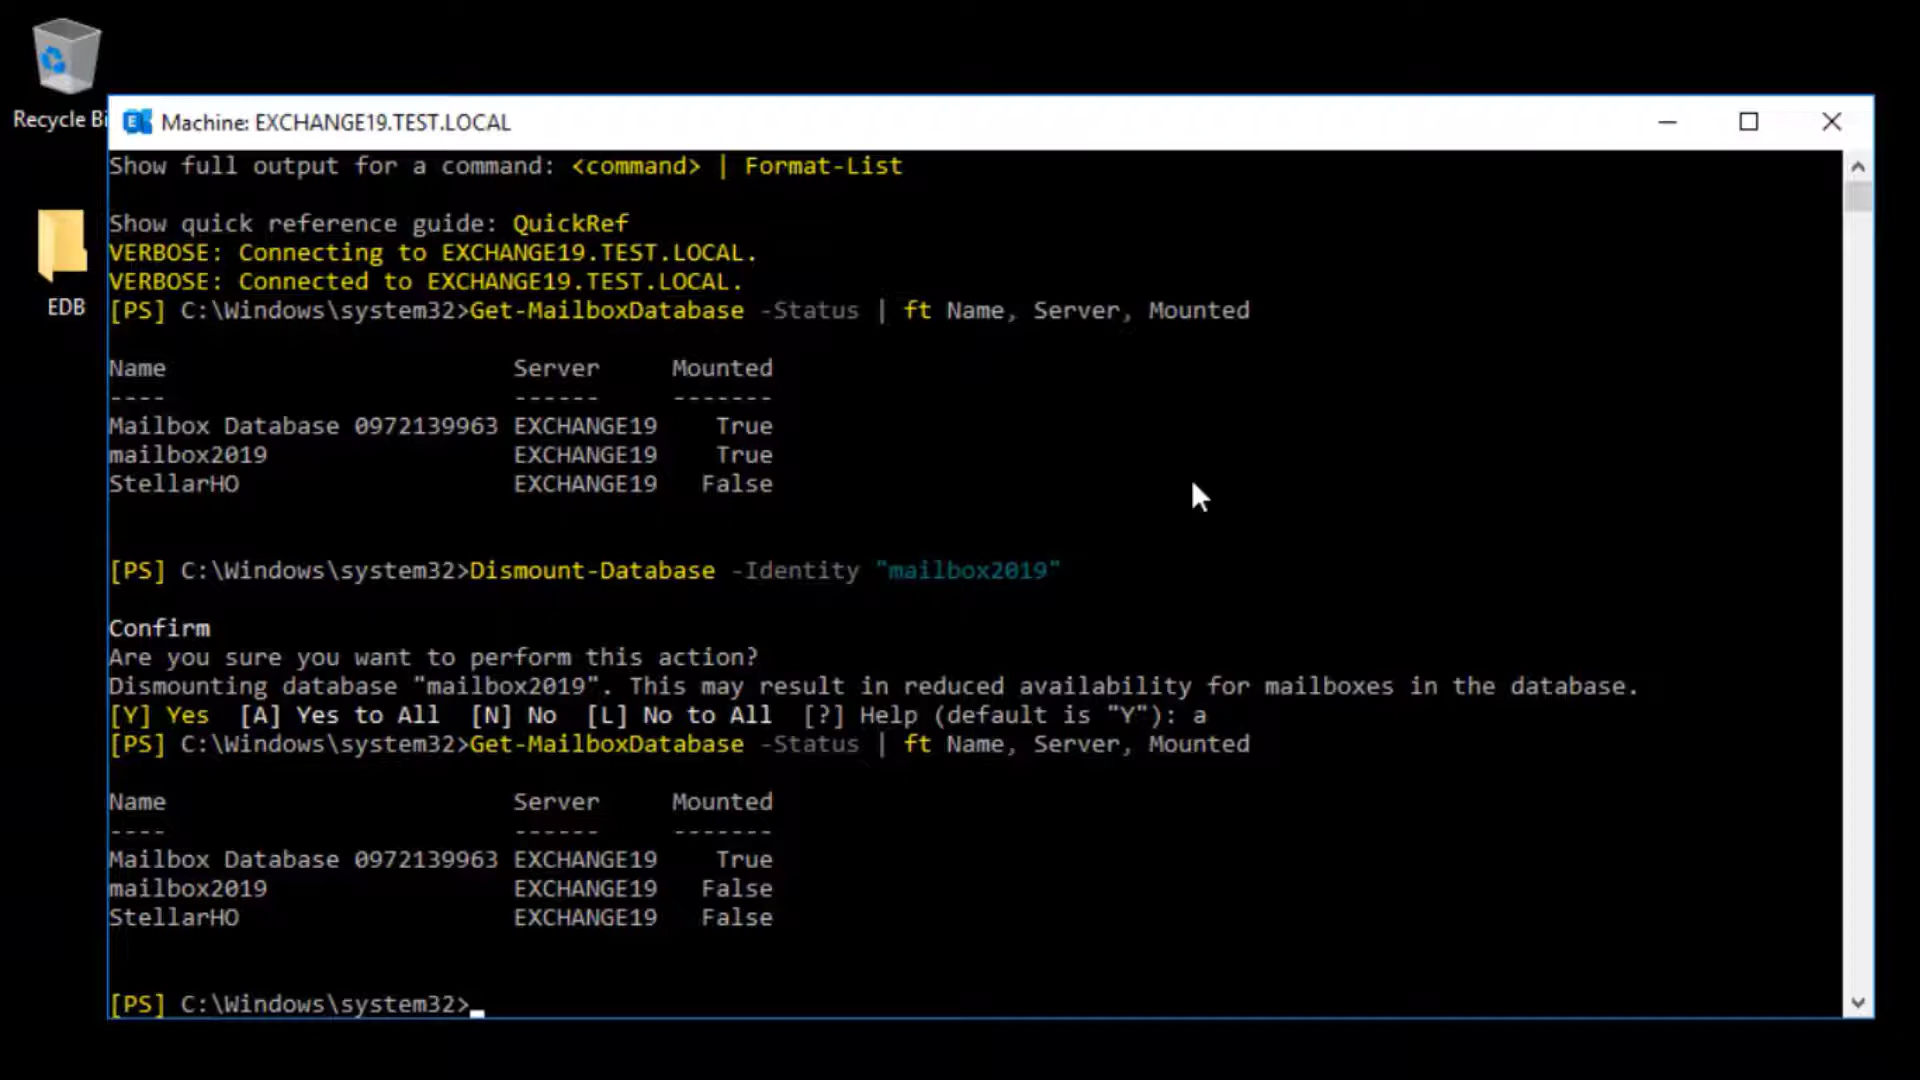 Recycle Bi
EDB
Machine: EXCHANGE19.TEST.LOCAL
Show full output for a command: <command> | Format-List
Show quick reference guide: QuickRef
VERBOSE: Connecting to EXCHANGE19.TEST.LOCAL.
VERBOSE: Connected to EXCHANGE19.TEST.LOCAL.
[PS] C:\Windows\system32>Get-MailboxDatabase -Status | ft Name, Server, Mounted
Name Server Mounted
---- ------ -------
Mailbox Database 0972139963 EXCHANGE19 True
mailbox2019 EXCHANGE19 True
StellarHO EXCHANGE19 False
[PS] C:\Windows\system32>Dismount-Database -Identity "mailbox2019"
Confirm
Are you sure you want to perform this action?
Dismounting database "mailbox2019". This may result in reduced availability for mailboxes in the database.
[Y] Yes [A] Yes to All [N] No [L] No to All [?] Help (default is "Y"): a
[PS] C:\Windows\system32>Get-MailboxDatabase -Status | ft Name, Server, Mounted
Name Server Mounted
---- ------ -------
Mailbox Database 0972139963 EXCHANGE19 True
mailbox2019 EXCHANGE19 False
StellarHO EXCHANGE19 False
[PS] C:\Windows\system32>